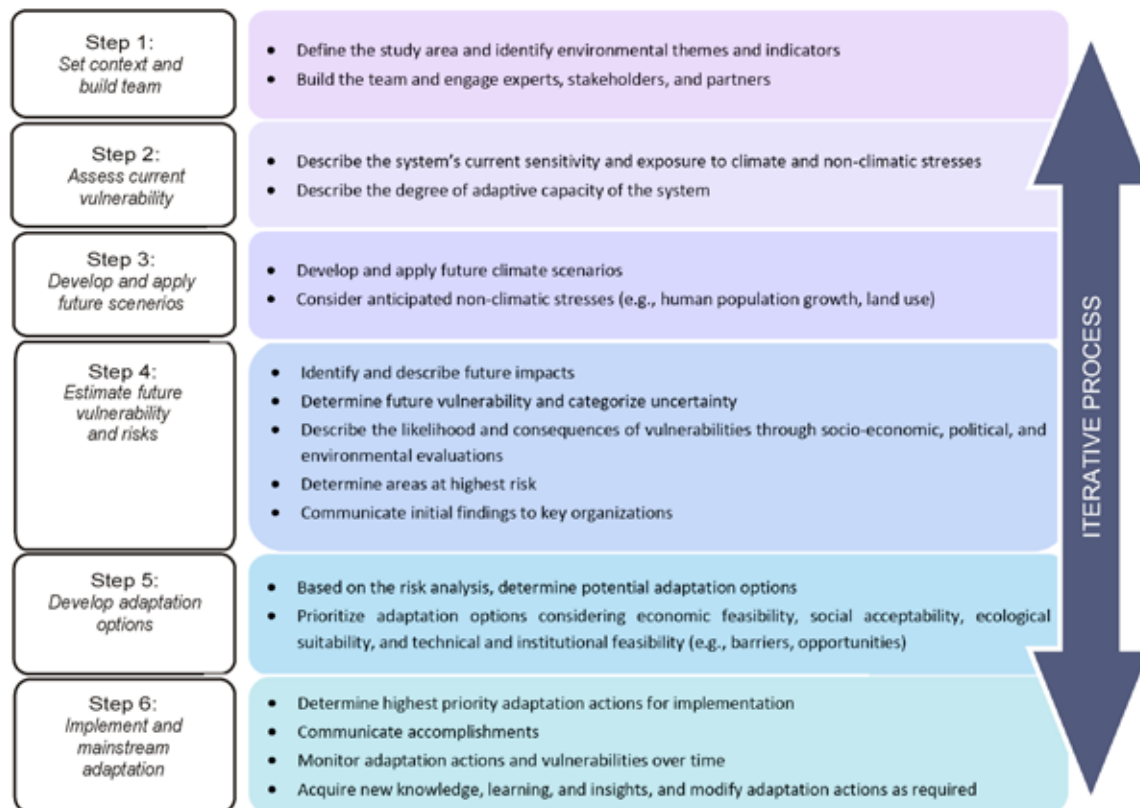 Step 1:
Set context and
build team
• Define the study area and identify environmental themes and indicators
• Build the team and engage experts, stakeholders, and partners
Step 2:
Assess current
vulnerability
• Describe the system's current sensitivity and exposure to climate and non-climatic stresses
• Describe the degree of adaptive capacity of the system
Step 3:
Develop and apply
future scenerios
• Develop and apply future climate scenarios
• Consider anticipated non-climatic stresses (e.g., human population growth, land use)
Step 4:
Estimate future
vulnerability
and risks
• Identify and describe future impacts
• Determine future vulnerability and categorize uncertainty
• Describe the likelihood and consequences of vulnerabilities through socio-economic, political, and
environmental evaluations
• Determine areas at highest risk
• Communicate initial findings to key organizations
Step 5:
Develop adaptation
options
• Based on the risk analysis, determine potential adaptation options
• Prioritize adaptation options considering economic feasibility, social acceptability, ecological
suitability, and technical and institutional feasibility (e.g., barriers, opportunities)
Step 6:
Implement and
mainstream
adaptation
• Determine highest priority adaptation actions for implementation
• Communicate accomplishments
• Monitor adaptation actions and vulnerabilities over time
• Acquire new knowledge, learning, and insights, and modify adaptation actions as required
ITERATIVE PROCESS